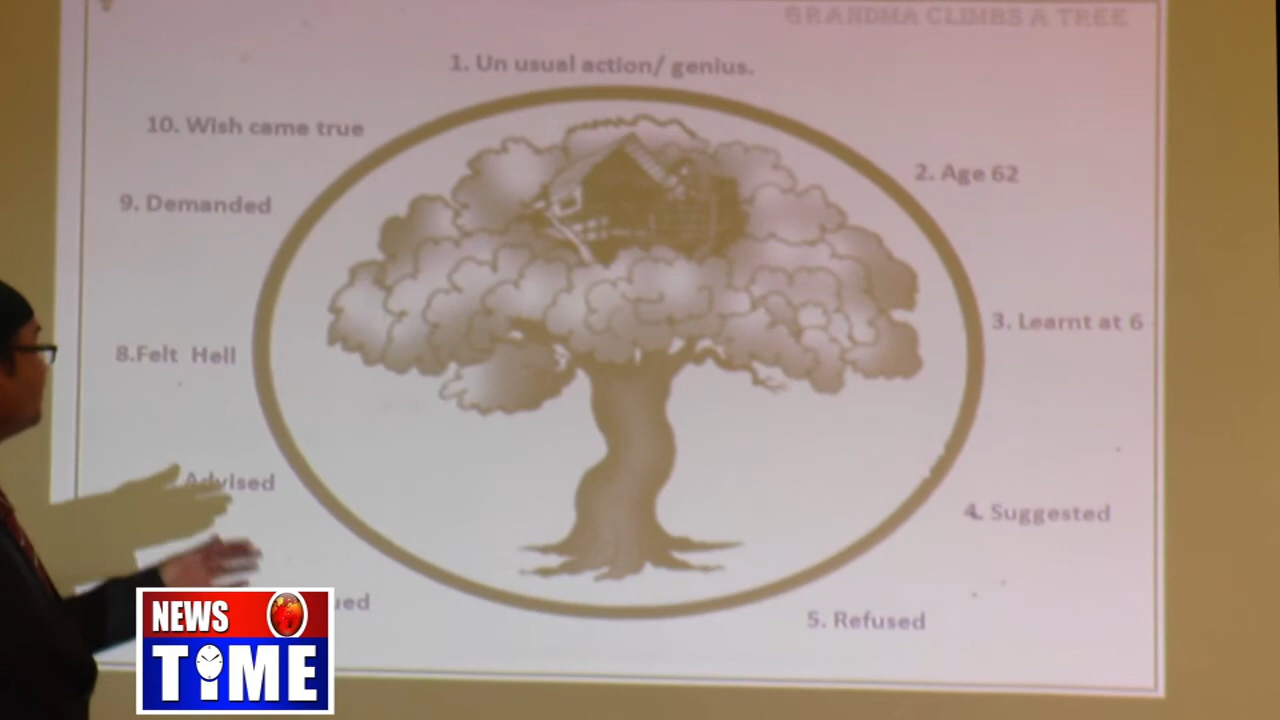 GRANDMA CLIMBS A TREE
1. Un usual action/ genius.
10. Wish came true
2. Age 62
9. Demanded
3. Learnt at 6
8.Felt Hell
Advised
4. Suggested
5. Refused
NEWS
TIME